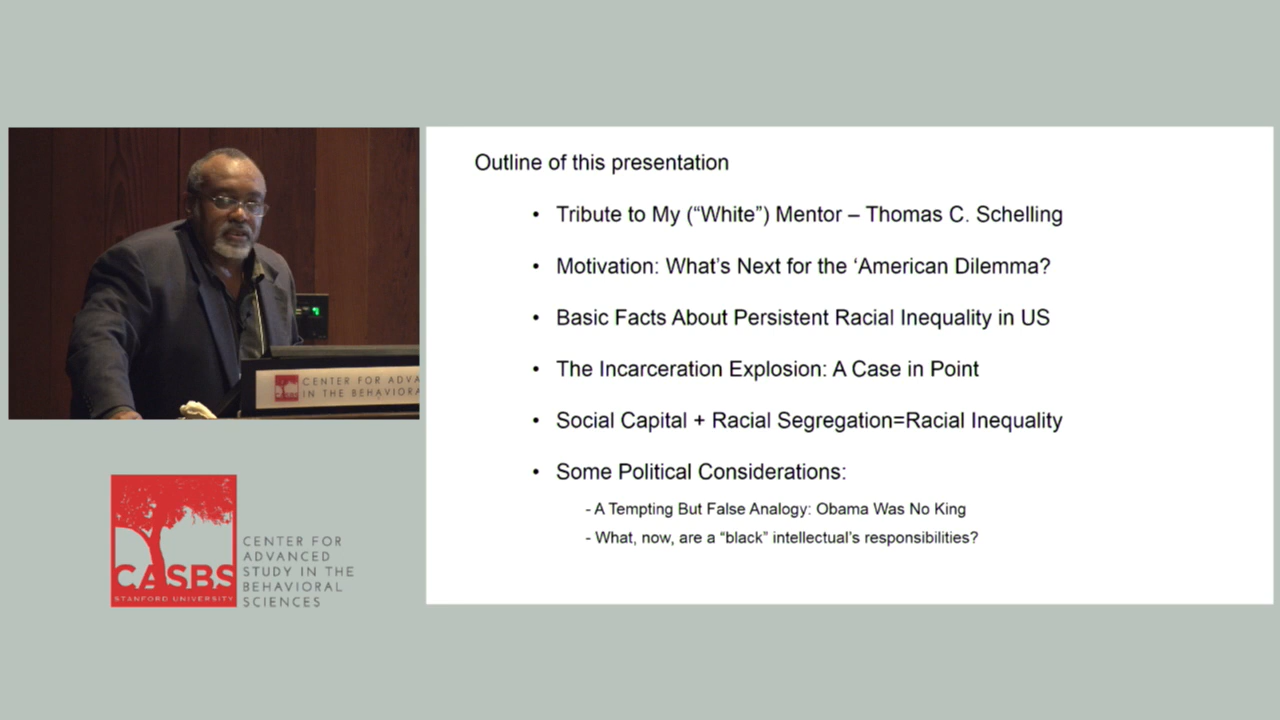 Outline of this presentation
• Tribute to My (“White”) Mentor – Thomas C. Schelling
• Motivation: What’s Next for the ‘American Dilemma?
• Basic Facts About Persistent Racial Inequality in US
• The Incarceration Explosion: A Case in Point
• Social Capital + Racial Segregation=Racial Inequality
• Some Political Considerations:
- A Tempting But False Analogy: Obama Was No King
- What, now, are a “black” intellectual’s responsibilities?
CENTER FOR ADVA
IN THE BEHAVIORA
CASBS
STANFORD UNIVERSITY
CENTER FOR
ADVANCED
STUDY IN THE
BEHAVIORAL
SCIENCES